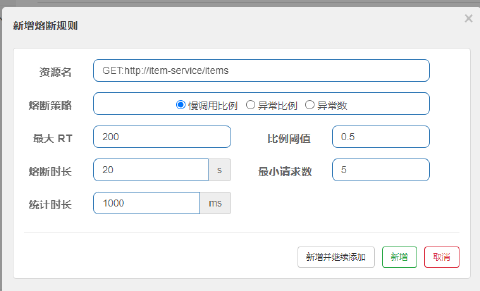 新增熔断规则 ×
资源名 GET:http://item-service/items
熔断策略 慢调用比例 异常比例 异常数
最大 RT 200 比例阈值 0.5
熔断时长 20 s 最小请求数 5
统计时长 1000 ms
新增并继续添加 新增 取消